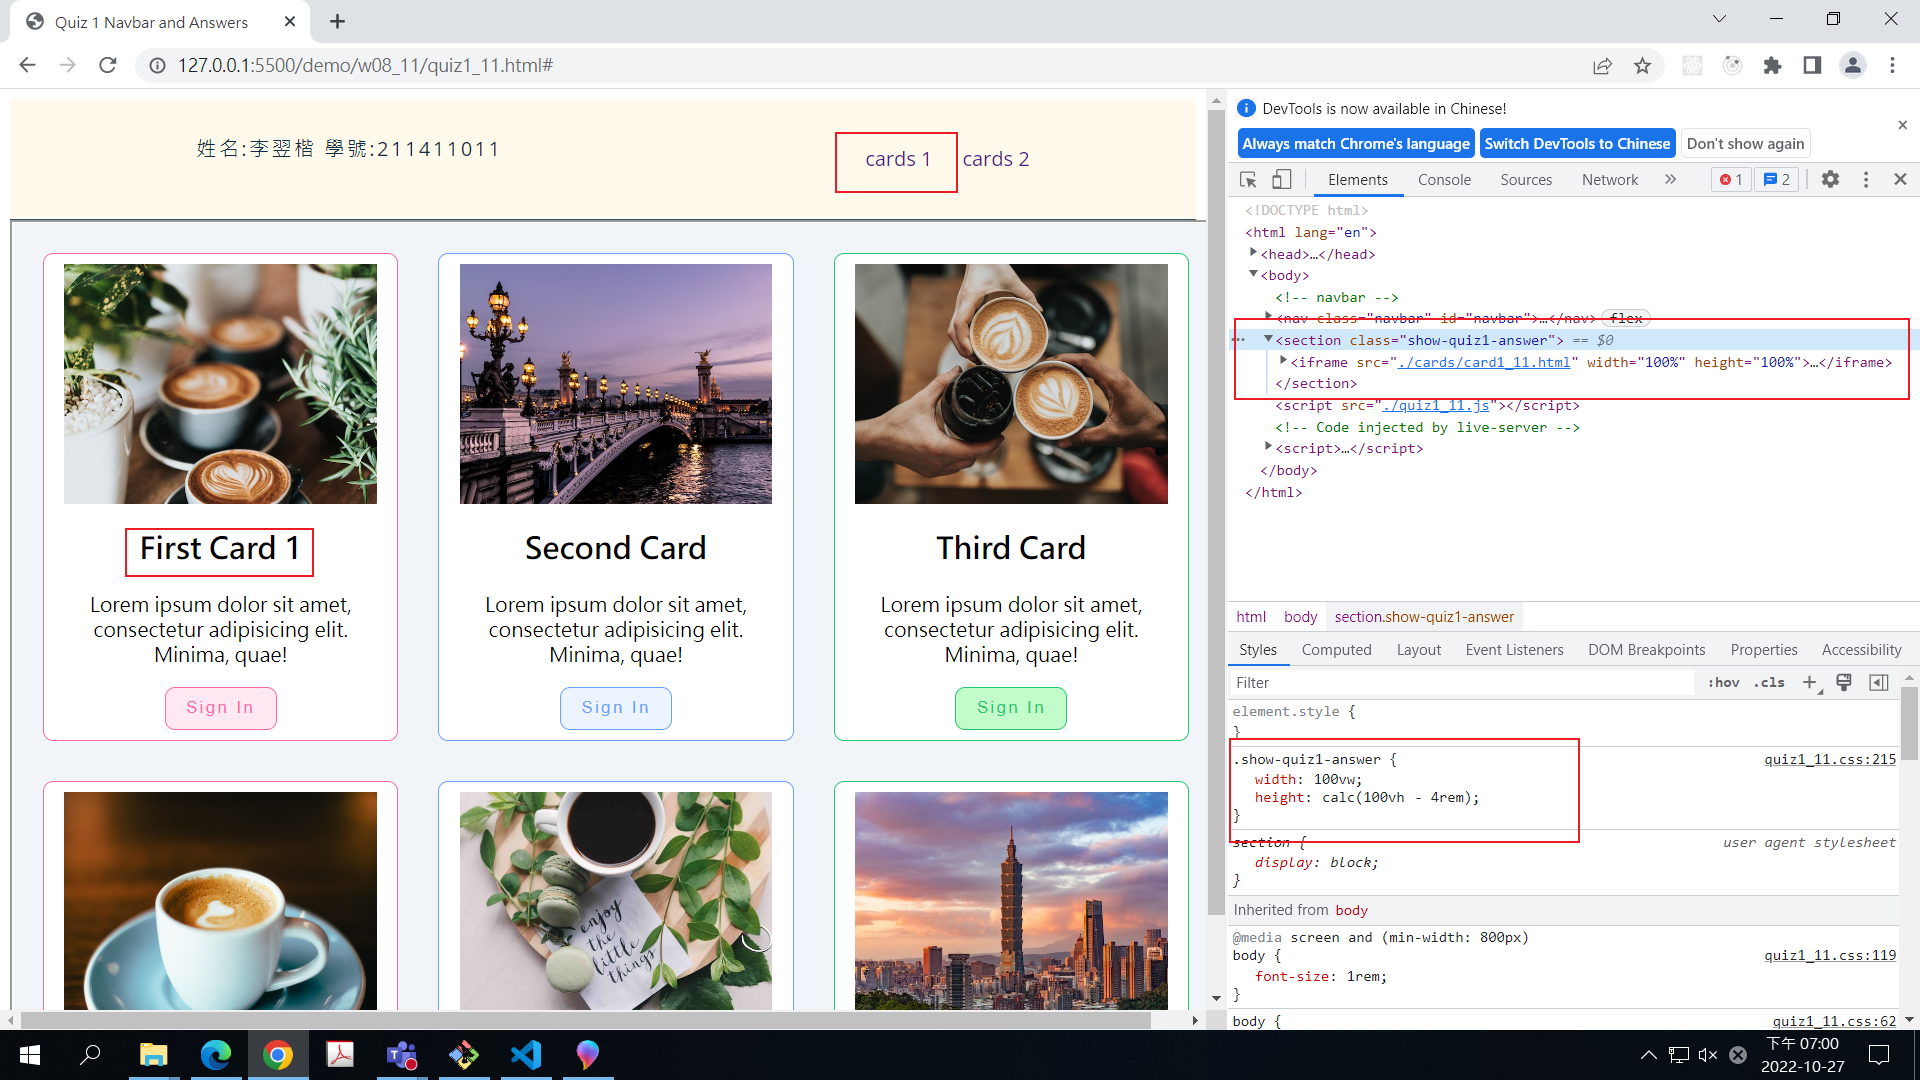 Quiz 1 Navbar and Answers
127.0.0.1:5500/demo/w08_11/quiz1_11.html#
姓名:李翌楷 學號:211411011
cards 1 cards 2
First Card 1
Lorem ipsum dolor sit amet,
consectetur adipisicing elit.
Minima, quae!
Sign In
Second Card
Lorem ipsum dolor sit amet,
consectetur adipisicing elit.
Minima, quae!
Sign In
Third Card
Lorem ipsum dolor sit amet,
consectetur adipisicing elit.
Minima, quae!
Sign In
enjoy
the
little
things
DevTools is now available in Chinese!
Always match Chrome's language
Switch DevTools to Chinese
Don't show again
Elements Console Sources Network 1 2
<!DOCTYPE html>
<html lang="en">
<head>…</head>
<body>
<!-- navbar -->
<nav class="navbar" id="navbar">…</nav> flex
<section class="show-quiz1-answer"> == $0
<iframe src="./cards/card1_11.html" width="100%" height="100%">…</iframe>
</section>
<script src="./quiz1_11.js"></script>
<!-- Code injected by live-server -->
<script>…</script>
</body>
</html>
html body section.show-quiz1-answer
Styles Computed Layout Event Listeners DOM Breakpoints Properties Accessibility
Filter :hov .cls
element.style {
}
.show-quiz1-answer { quiz1_11.css:215
width: 100vw;
height: calc(100vh - 4rem);
}
section { user agent stylesheet
display: block;
}
Inherited from body
@media screen and (min-width: 800px)
body { quiz1_11.css:119
font-size: 1rem;
}
body { quiz1_11.css:62
下午 07:00
2022-10-27